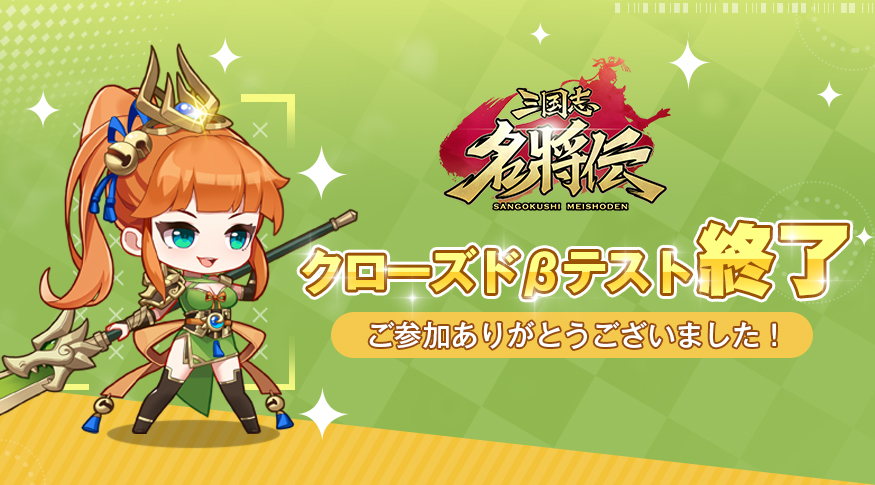 三国志
名将伝
SANGOKUSHI MEISHODEN
クローズドβテスト終了
ご参加ありがとうございました！